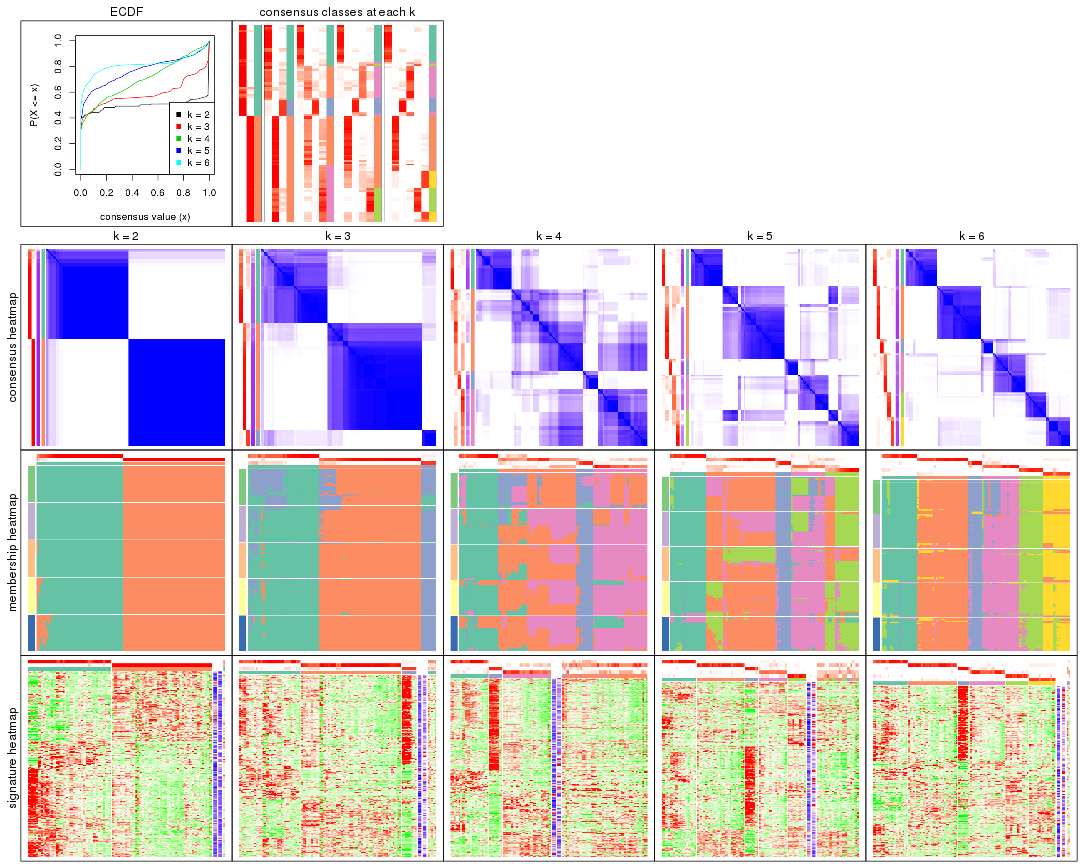 ECDF
consensus classes at each k
P(X <= x)
0.0 0.2 0.4 0.6 0.8 1.0
k = 2
k = 3
k = 4
k = 5
k = 6
0.0 0.2 0.4 0.6 0.8 1.0
consensus value (x)
k = 2 k = 3 k = 4 k = 5 k = 6
consensus heatmap
membership heatmap
signature heatmap